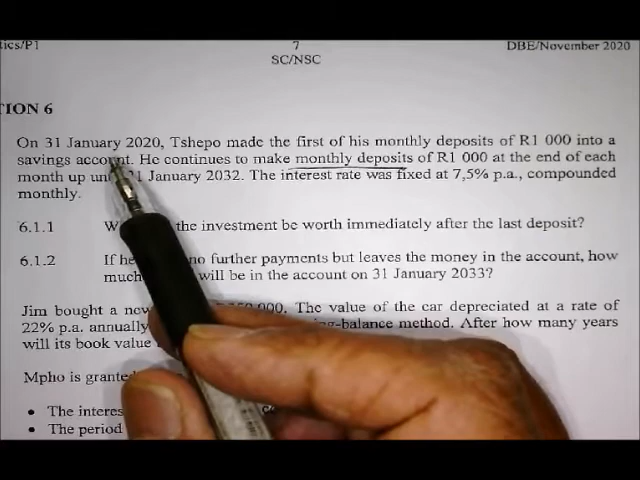 tics/P1 7 DBE/November 2020
SC/NSC
TION 6
On 31 January 2020, Tshepo made the first of his monthly deposits of R1 000 into a
savings account. He continues to make monthly deposits of R1 000 at the end of each
month up January 2032. The interest rate was fixed at 7,5% p.a., compounded
monthly.
6.1.1 the investment be worth immediately after the last deposit?
6.1.2 If he no further payments but leaves the money in the account, how
much will be in the account on 31 January 2033?
Jim bought a new The value of the car depreciated at a rate of
22% p.a. annually -balance method. After how many years
will its book value
Mpho is granted
• The interes
• The period